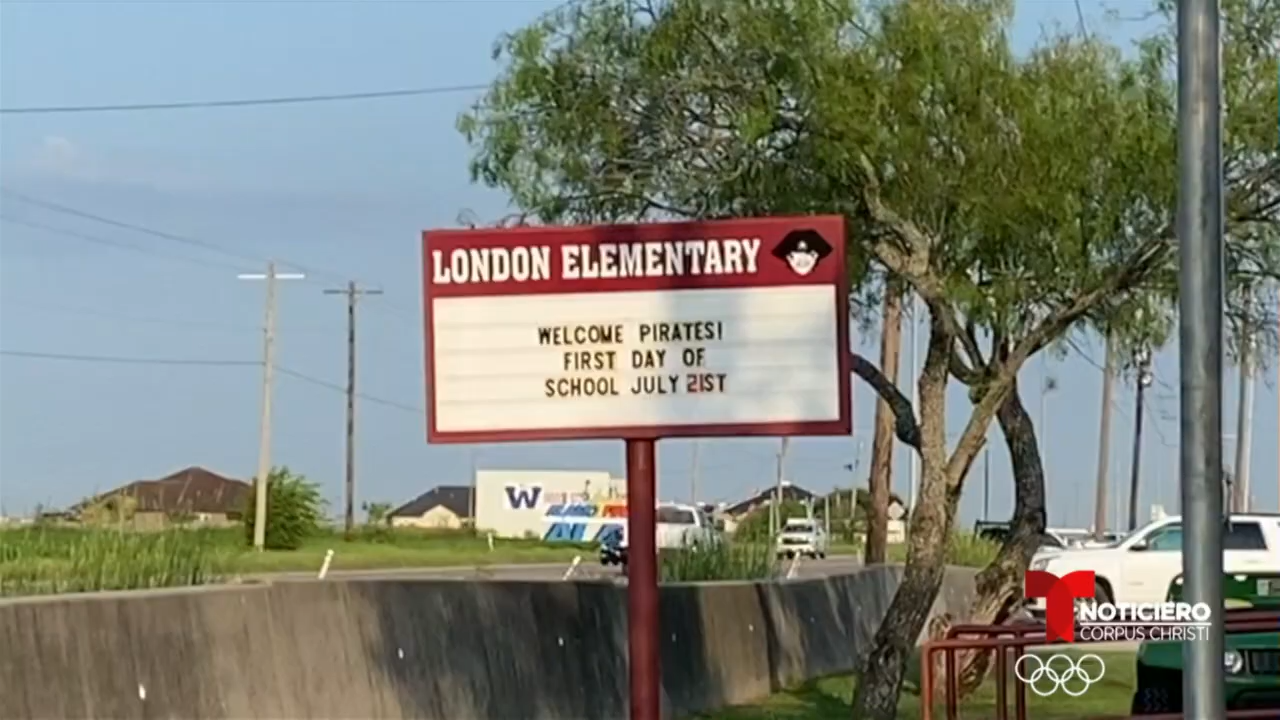 LONDON ELEMENTARY
WELCOME PIRATES!
FIRST DAY OF
SCHOOL JULY 21ST
W
NOTICIERO
CORPUS CHRISTI